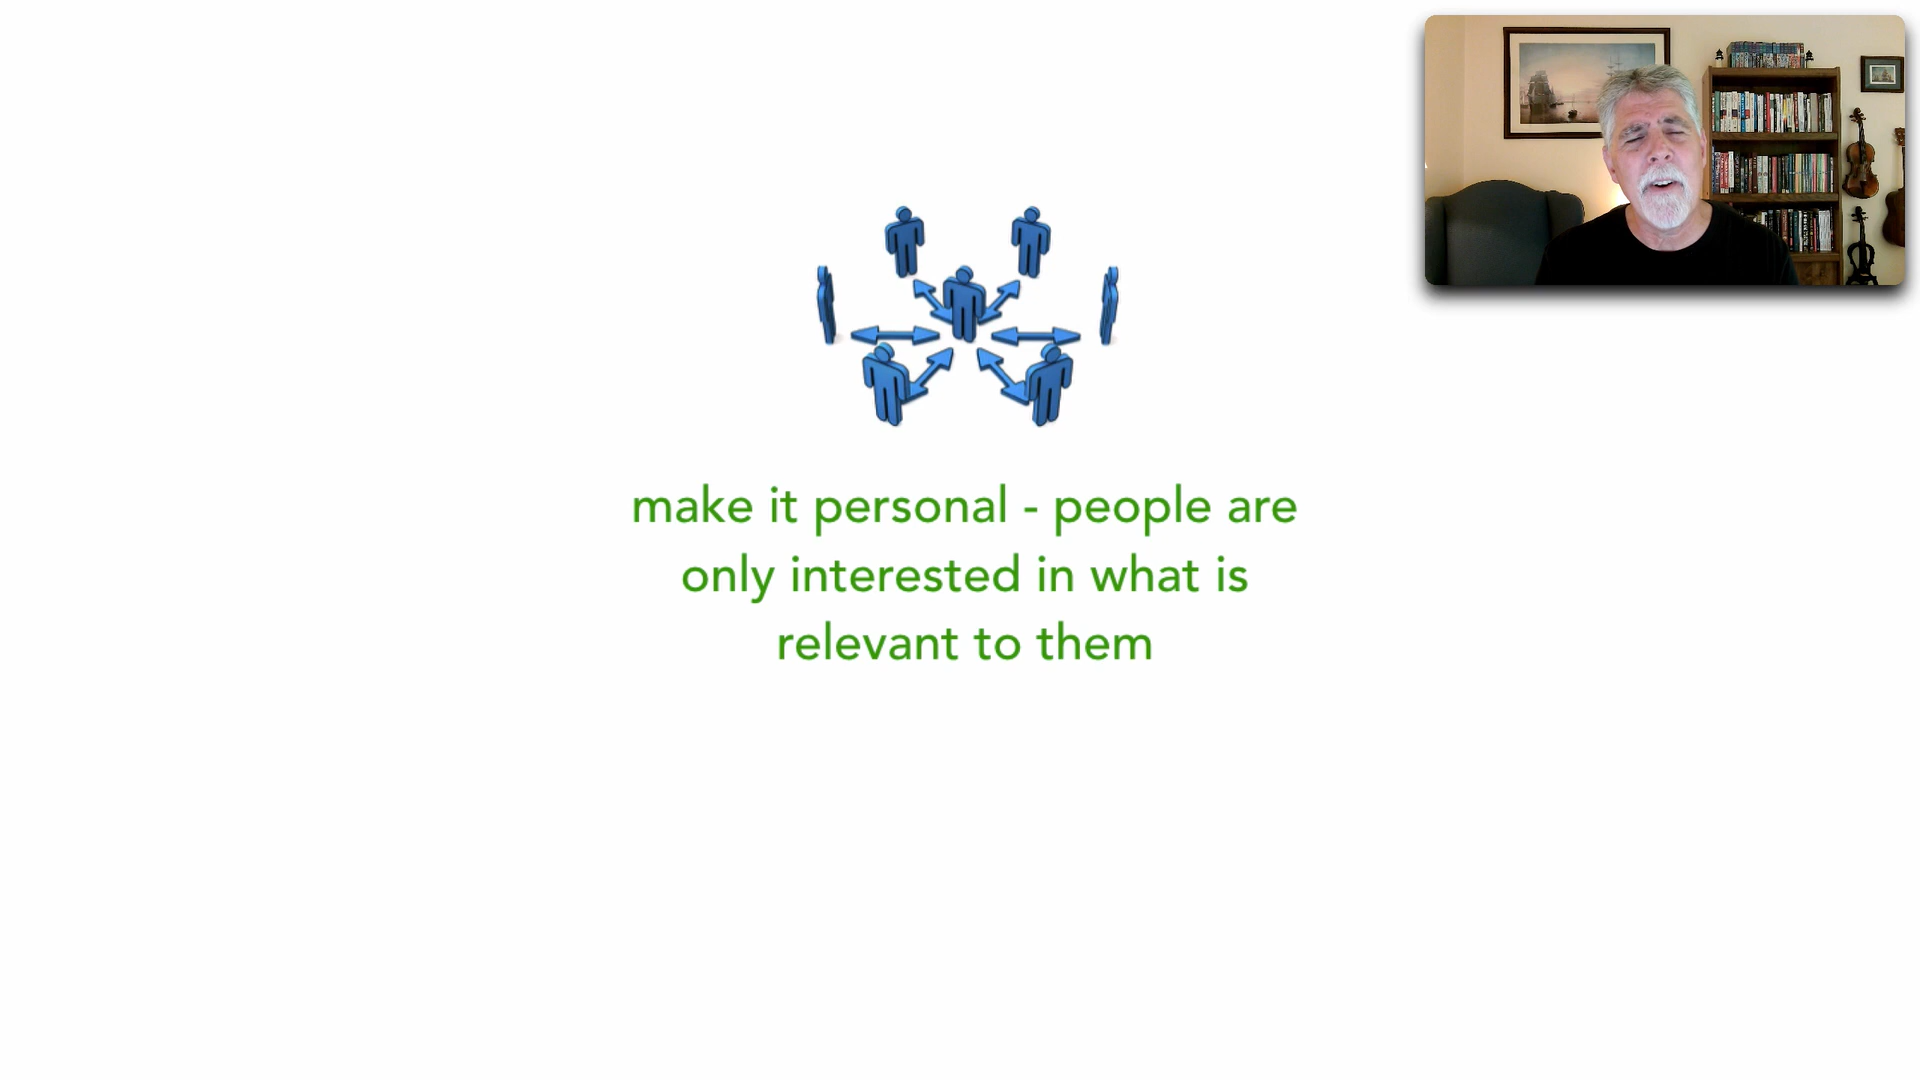 make it personal - people are
only interested in what is
relevant to them